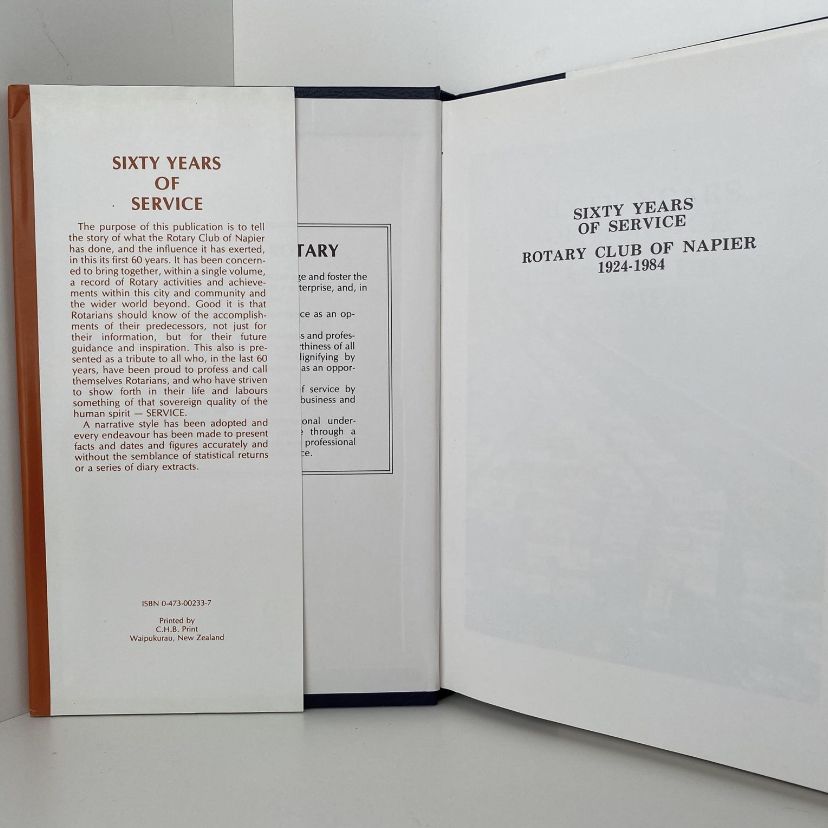 SIXTY YEARS
OF
SERVICE
The purpose of this publication is to tell
the story of what the Rotary Club of Napier
has done, and the influence it has exerted,
in this its first 60 years. It has been concern-
ed to bring together, within a single volume,
a record of Rotary activities and achieve-
ments within this city and community and
the wider world beyond. Good it is that
Rotarians should know of the accomplish-
ments of their predecessors, not just for
their information, but for their future
guidance and inspiration. This also is pre-
sented as a tribute to all who, in the last 60
years, have been proud to profess and call
themselves Rotarians, and who have striven
to show forth in their life and labours
something of that sovereign quality of the
human spirit — SERVICE.
A narrative style has been adopted and
every endeavour has been made to present
facts and dates and figures accurately and
without the semblance of statistical returns
or a series of diary extracts.
ISBN 0-473-00233-7
Printed by
C.H.B. Print
Waipukurau, New Zealand
TARY
ge and foster the
terprise, and, in
ce as an op-
s and profes-
rthiness of all
dignifying by
as an oppor-
of service by
business and
onal under-
through a
professional
ce.
SIXTY YEARS
OF SERVICE
ROTARY CLUB OF NAPIER
1924-1984